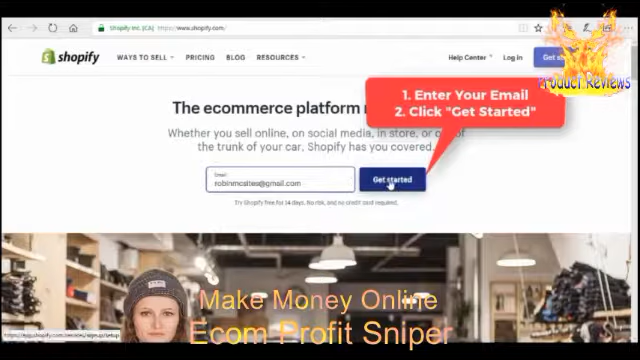 Shopify Inc. [CA] https://www.shopify.com/
shopify
WAYS TO SELL
PRICING
BLOG
RESOURCES
Help Center
Log in
Get
Product Reviews
1. Enter Your Email
2. Click "Get Started"
The ecommerce platform
Whether you sell online, on social media, in store, or out of
the trunk of your car, Shopify has you covered.
Email
robinmcsites@gmail.com
Get started
Try Shopify free for 14 days. No risk, and no credit card required.
Make Money Online
Ecom Profit Sniper